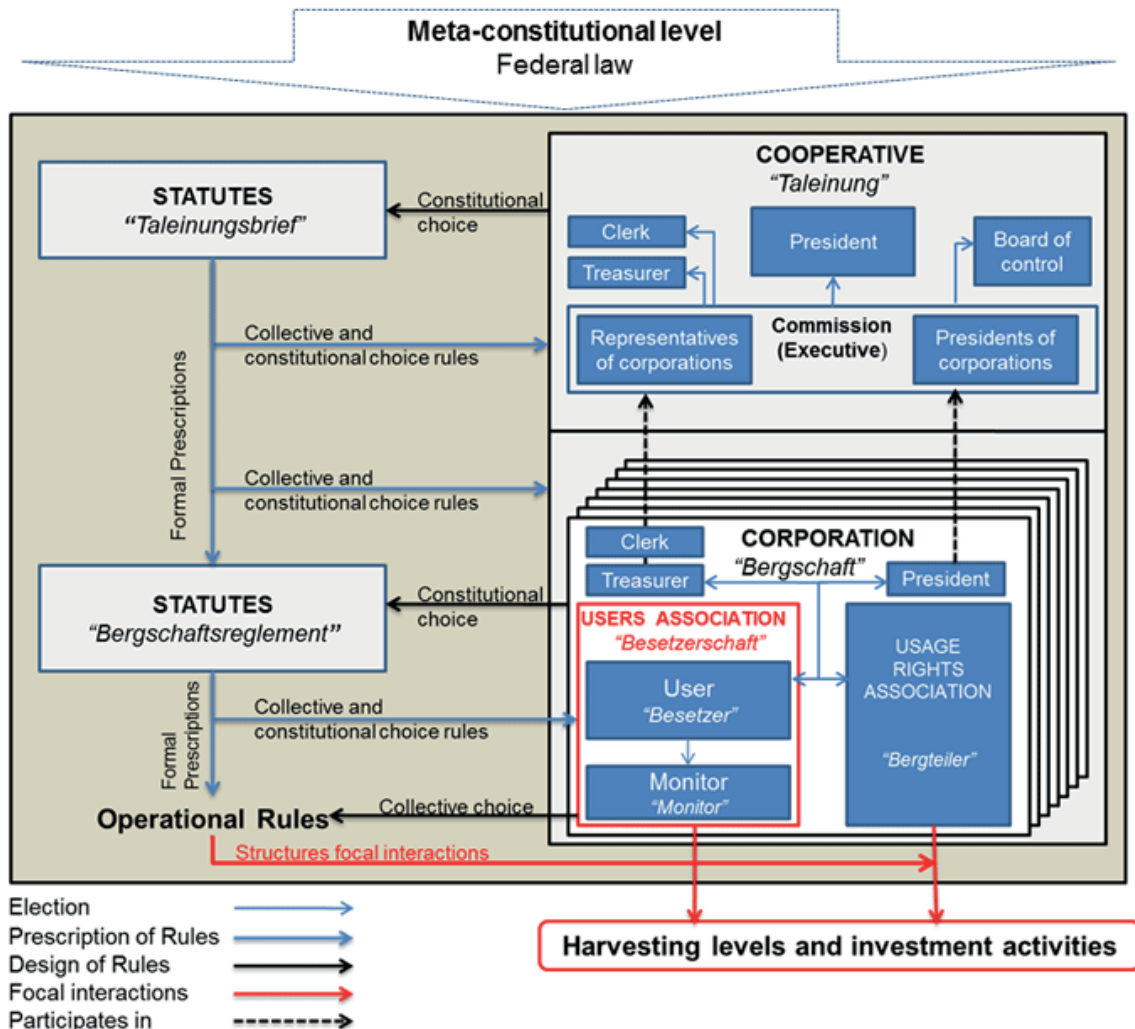 Meta-constitutional level
Federal law
STATUTES
“Taleinungsbrief”
Constitutional
choice
COOPERATIVE
“Taleinung”
Clerk
Treasurer
President
Board of
control
Representatives
of corporations
Commission
(Executive)
Presidents of
corporations
Collective and
constitutional choice rules
Formal Prescriptions
Collective and
constitutional choice rules
STATUTES
“Bergschaftsreglement”
Constitutional
choice
Clerk
Treasurer
CORPORATION
“Bergschaft”
President
USERS ASSOCIATION
“Besetzerschaft”
User
“Besetzer”
Monitor
“Monitor”
USAGE
RIGHTS
ASSOCIATION
“Bergteiler”
Formal
Prescriptions
Collective and
constitutional choice rules
Collective choice
Operational Rules
Structures focal interactions
Election
Prescription of Rules
Design of Rules
Focal interactions
Participates in
Harvesting levels and investment activities